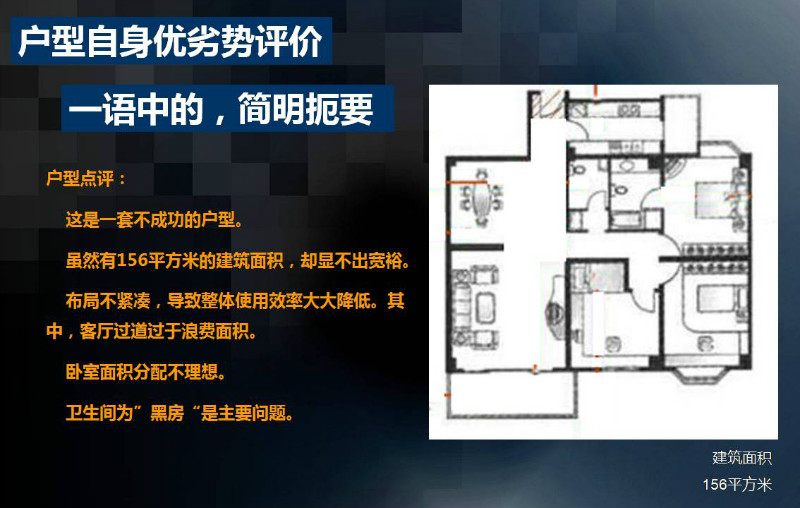 户型自身优劣势评价
一语中的，简明扼要
户型点评：
这是一套不成功的户型。
虽然有156平方米的建筑面积，却显不出宽裕。
布局不紧凑，导致整体使用效率大大降低。其
中，客厅过道过于浪费面积。
卧室面积分配不理想。
卫生间为”黑房“是主要问题。
建筑面积
156平方米